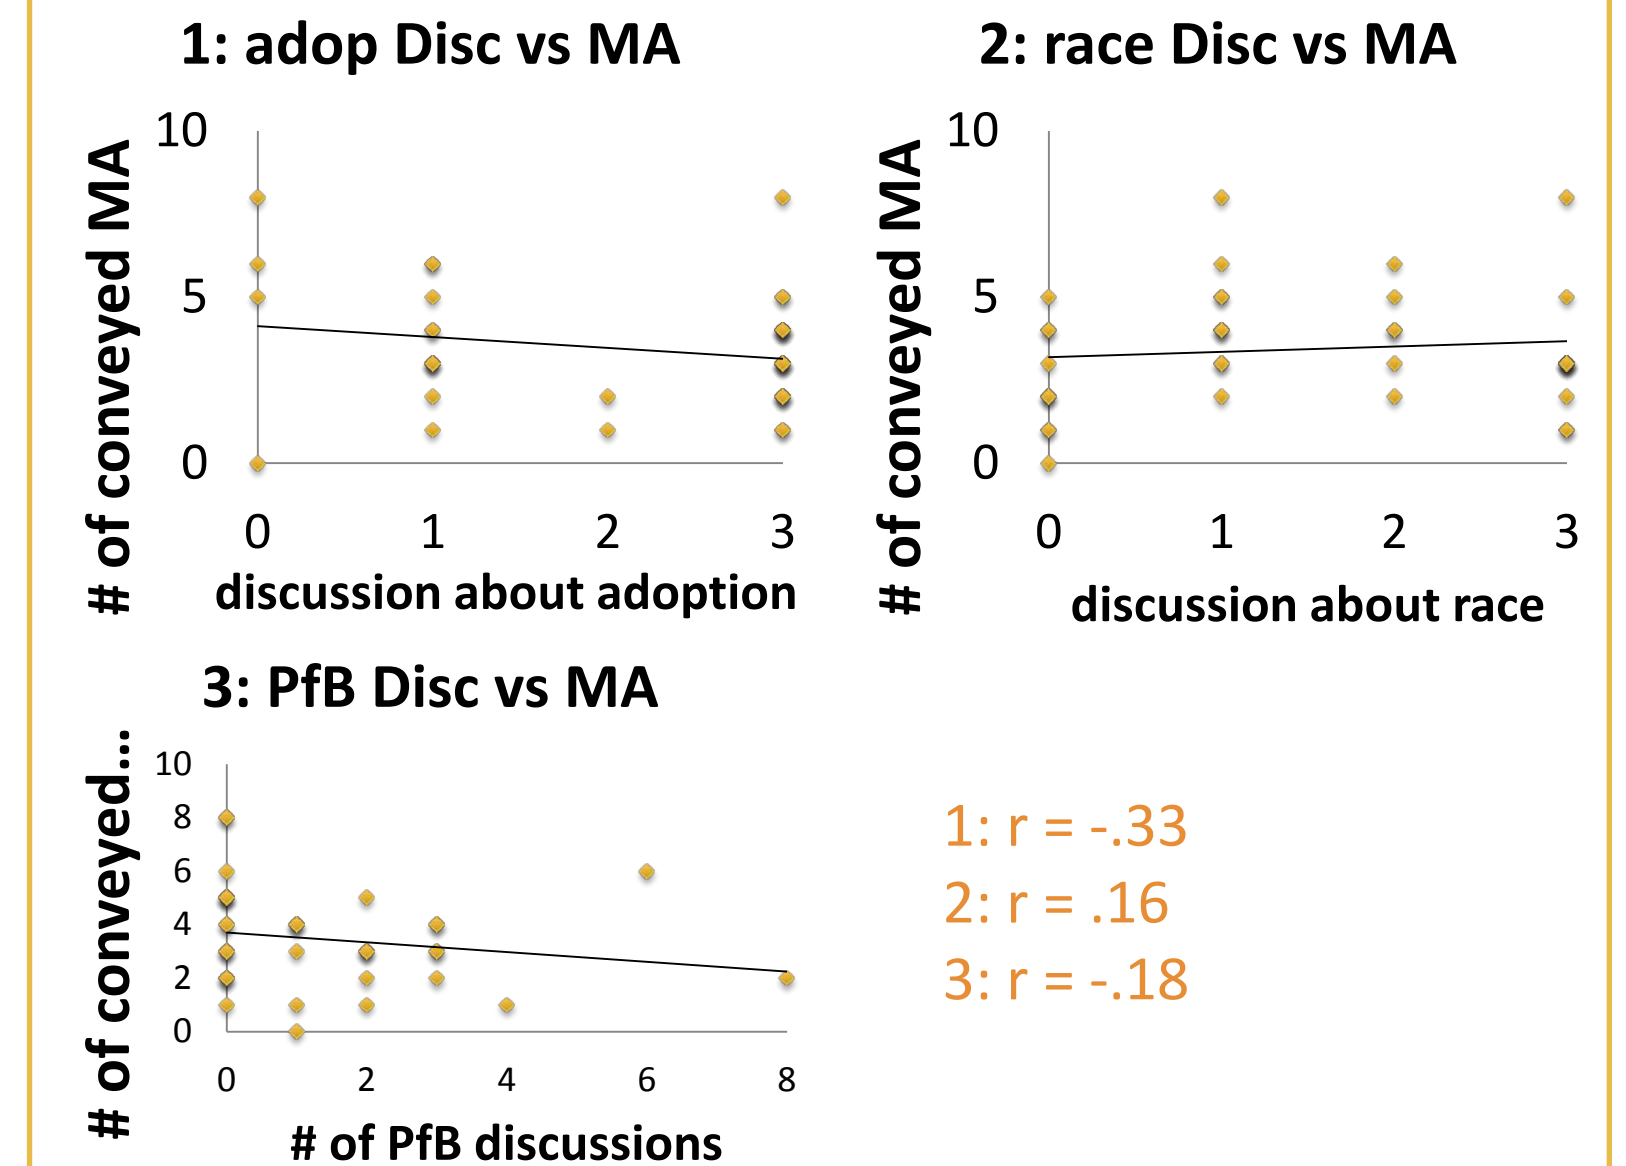 1: adop Disc vs MA
# of conveyed MA
10
5
0
0 1 2 3
discussion about adoption
2: race Disc vs MA
# of conveyed MA
10
5
0
0 1 2 3
discussion about race
3: PfB Disc vs MA
# of conveyed...
10
8
6
4
2
0
0 2 4 6 8
# of PfB discussions
1: r = -.33
2: r = .16
3: r = -.18